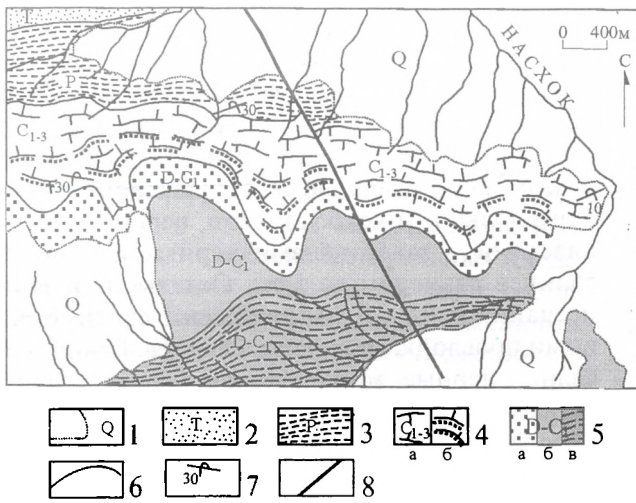 T
0 400м
С
НАСХОК
Q
P
30
C₁₋₃
D-C₁
C₁₋₃
30
10
D-C₁
Q
D-C₁
Q
Q 1
T 2
P 3
C₁₋₃ 4
а б
D-C₁ 5
а б в
6
30 7
8